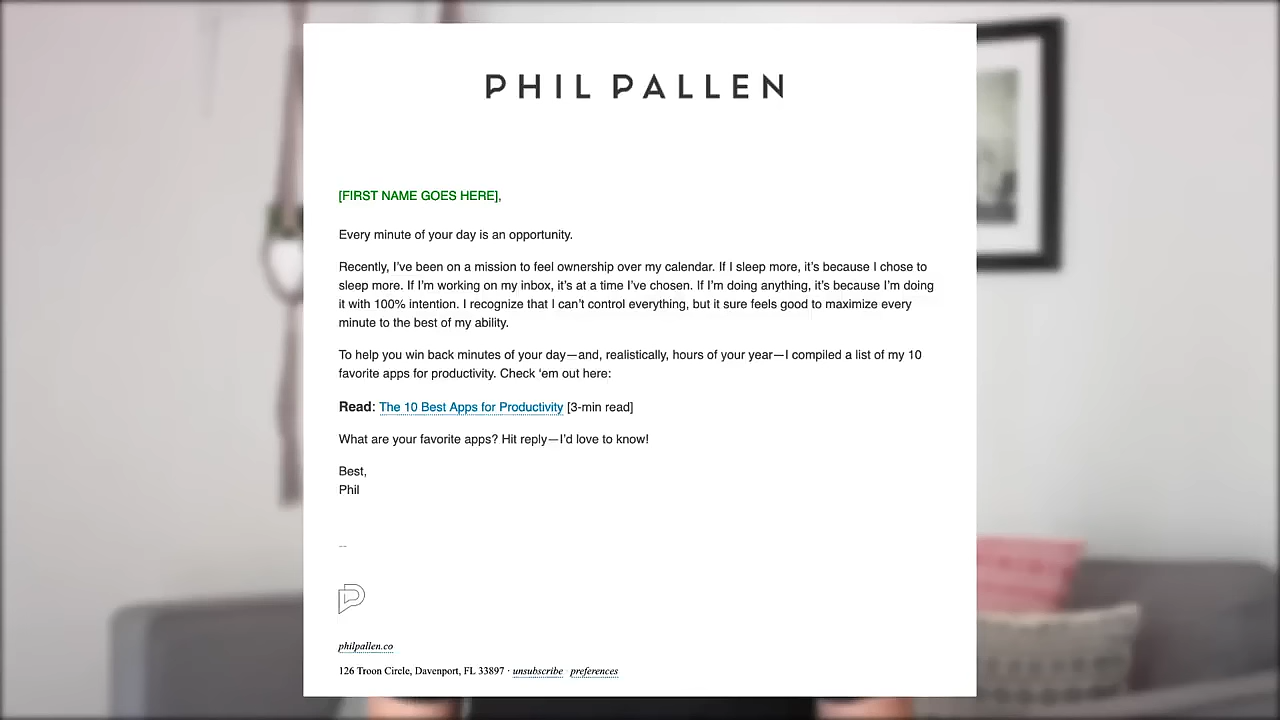 PHIL PALLEN
[FIRST NAME GOES HERE],
Every minute of your day is an opportunity.
Recently, I’ve been on a mission to feel ownership over my calendar. If I sleep more, it’s because I chose to
sleep more. If I’m working on my inbox, it’s at a time I’ve chosen. If I’m doing anything, it’s because I’m doing
it with 100% intention. I recognize that I can’t control everything, but it sure feels good to maximize every
minute to the best of my ability.
To help you win back minutes of your day—and, realistically, hours of your year—I compiled a list of my 10
favorite apps for productivity. Check ‘em out here:
Read: The 10 Best Apps for Productivity [3-min read]
What are your favorite apps? Hit reply—I’d love to know!
Best,
Phil
--
philpallen.co
126 Troon Circle, Davenport, FL 33897 · unsubscribe preferences